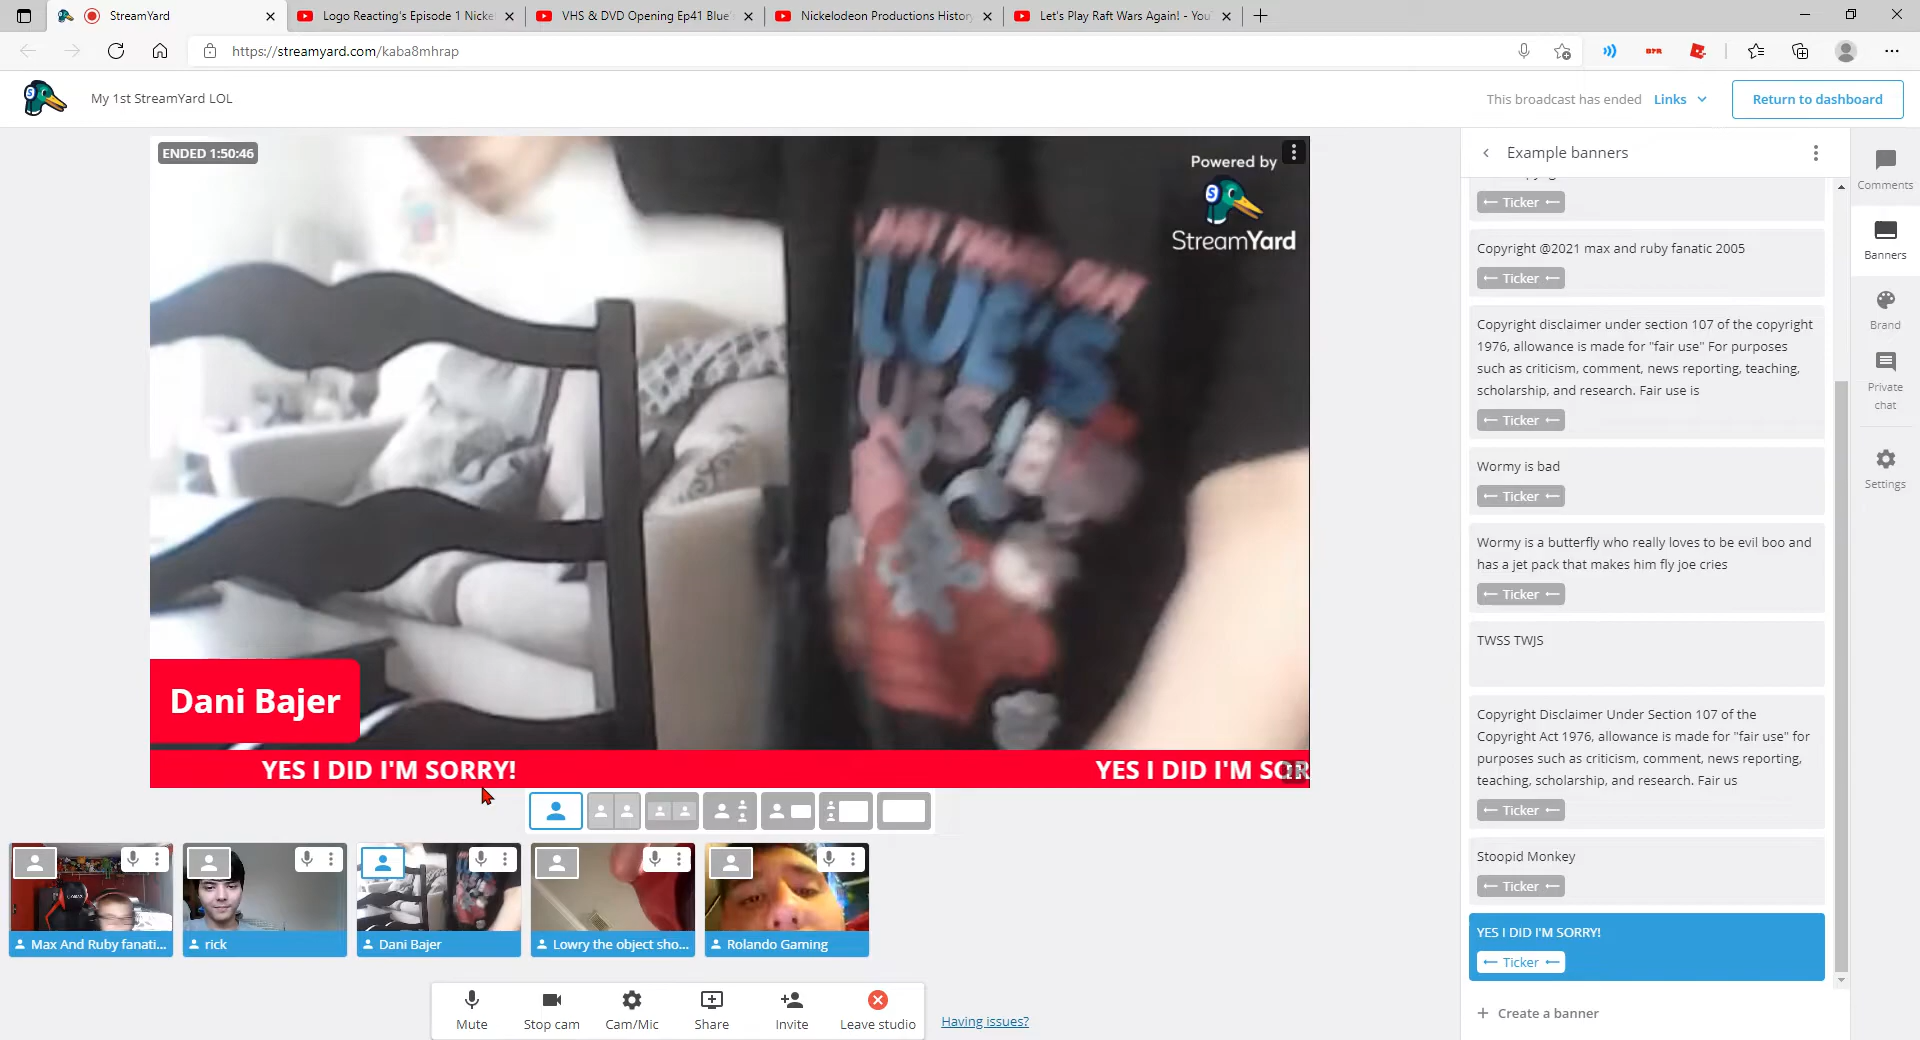 StreamYard
Logo Reacting's Episode 1 Nickel
VHS & DVD Opening Ep41 Blue's
Nickelodeon Productions History
Let's Play Raft Wars Again! - You
https://streamyard.com/kaba8mhrap
My 1st StreamYard LOL
This broadcast has ended
Links
Return to dashboard
ENDED 1:50:46
Powered by
StreamYard
LUE'S
Dani Bajer
YES I DID I'M SORRY!
YES I DID I'M SOR
Max And Ruby fanati...
rick
Dani Bajer
Lowry the object sho...
Rolando Gaming
Mute
Stop cam
Cam/Mic
Share
Invite
Leave studio
Having issues?
Example banners
Ticker
Copyright @2021 max and ruby fanatic 2005
Ticker
Copyright disclaimer under section 107 of the copyright
1976, allowance is made for "fair use" For purposes
such as criticism, comment, news reporting, teaching,
scholarship, and research. Fair use is
Ticker
Wormy is bad
Ticker
Wormy is a butterfly who really loves to be evil boo and
has a jet pack that makes him fly joe cries
Ticker
TWSS TWJS
Copyright Disclaimer Under Section 107 of the
Copyright Act 1976, allowance is made for "fair use" for
purposes such as criticism, comment, news reporting,
teaching, scholarship, and research. Fair us
Ticker
Stoopid Monkey
Ticker
YES I DID I'M SORRY!
Ticker
Create a banner
Comments
Banners
Brand
Private
chat
Settings